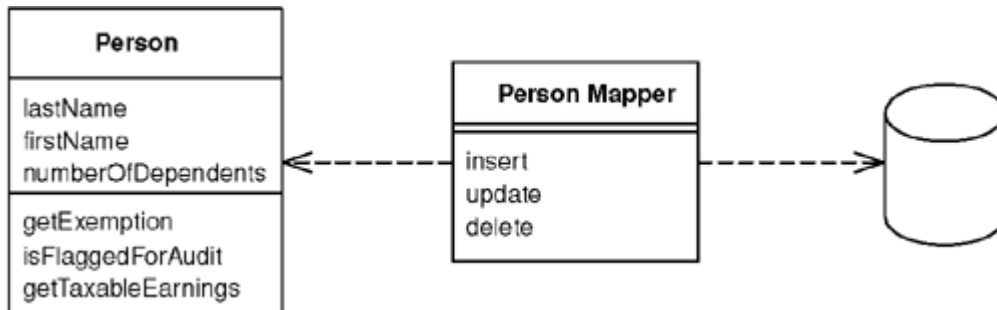 Person
lastName
firstName
numberOfDependents
getExemption
isFlaggedForAudit
getTaxableEarnings
Person Mapper
insert
update
delete